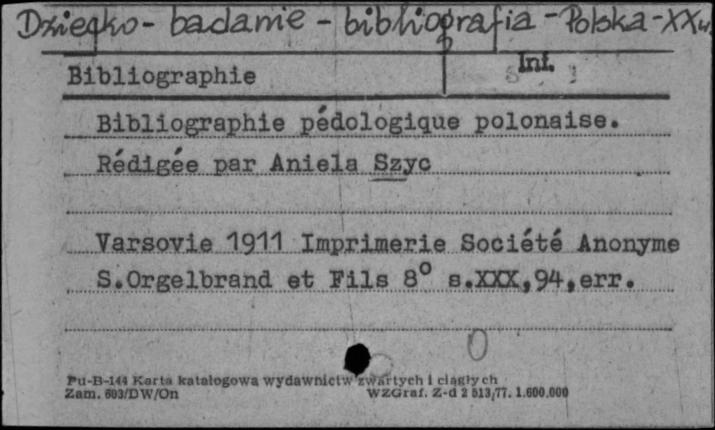 Dziecko - badanie - bibliografia - Polska - XX w.
Bibliographie
Inf.
Bibliographie pédologique polonaise.
Rédigée par Aniela Szyc
Varsovie 1911 Imprimerie Société Anonyme
S.Orgelbrand et Fils 8° s.XXX,94,err.
0
Pu-B-144 Karta katalogowa wydawnictw zwartych i ciągłych
Zam. 603/DW/On WZGraf. Z-d 2 513/77. 1.600.000